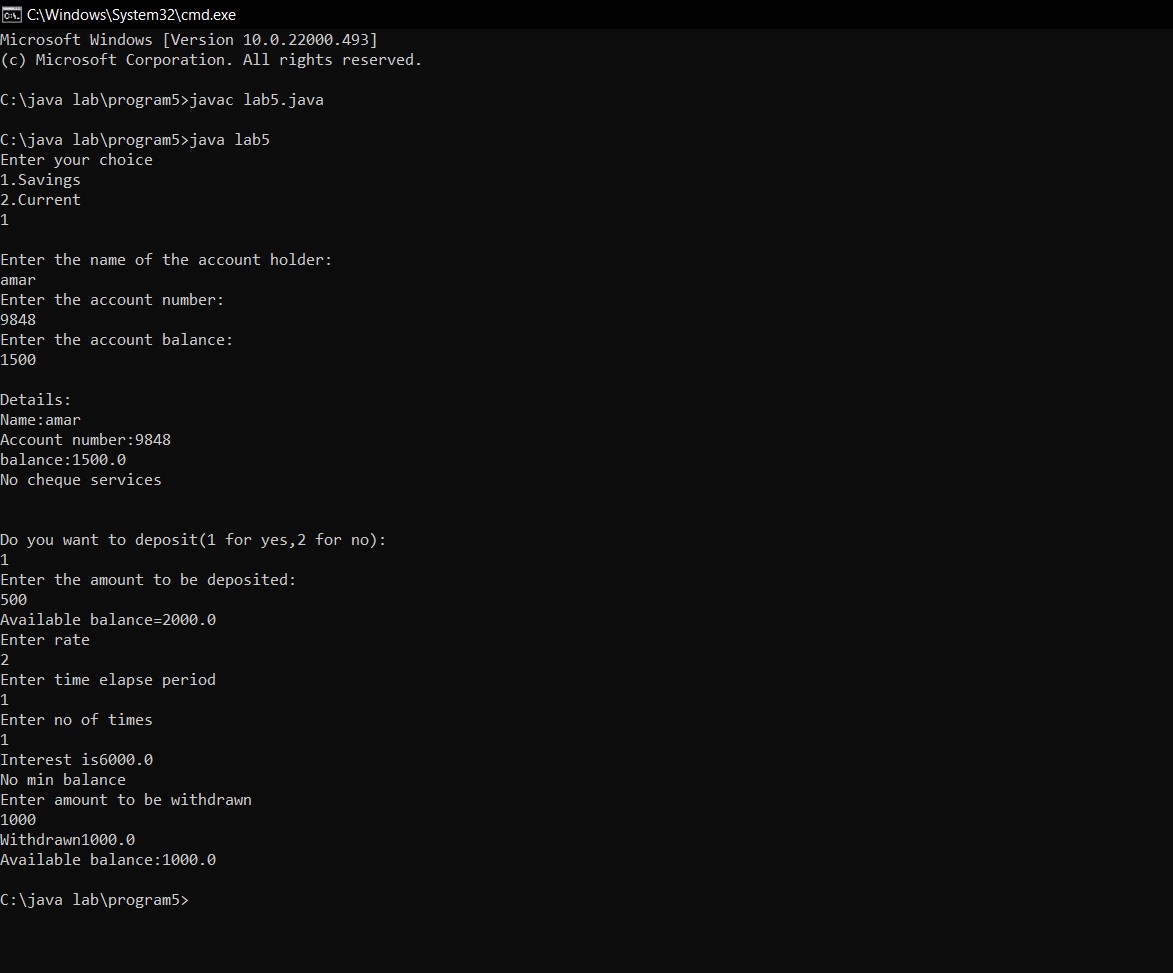 C:\Windows\System32\cmd.exe
Microsoft Windows [Version 10.0.22000.493]
(c) Microsoft Corporation. All rights reserved.
C:\java lab\program5>javac lab5.java
C:\java lab\program5>java lab5
Enter your choice
1.Savings
2.Current
1
Enter the name of the account holder:
amar
Enter the account number:
9848
Enter the account balance:
1500
Details:
Name:amar
Account number:9848
balance:1500.0
No cheque services
Do you want to deposit(1 for yes,2 for no):
1
Enter the amount to be deposited:
500
Available balance=2000.0
Enter rate
2
Enter time elapse period
1
Enter no of times
1
Interest is6000.0
No min balance
Enter amount to be withdrawn
1000
Withdrawn1000.0
Available balance:1000.0
C:\java lab\program5>